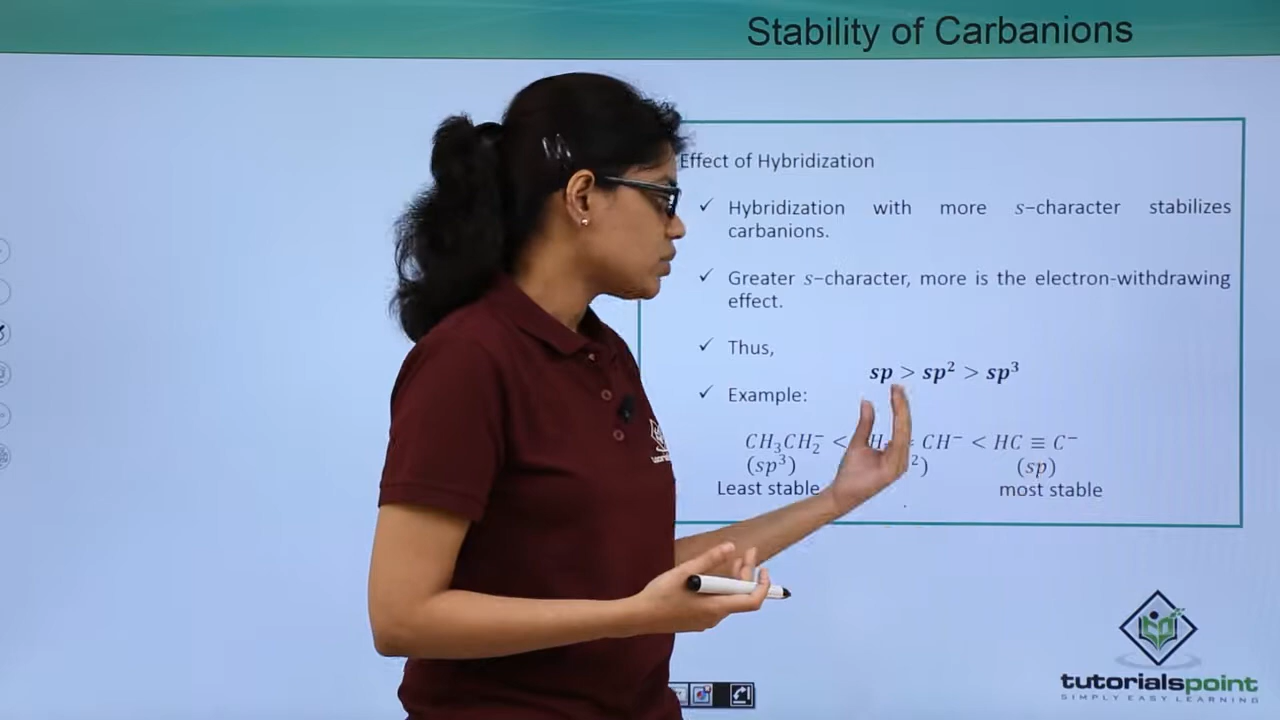 Stability of Carbanions
Effect of Hybridization
✓ Hybridization with more s–character stabilizes
carbanions.
✓ Greater s–character, more is the electron-withdrawing
effect.
✓ Thus,
sp > sp² > sp³
✓ Example:
CH₃CH₂⁻ < CH⁻ < HC ≡ C⁻
(sp³) ²) (sp)
Least stable most stable
tutorialspoint
SIMPLY EASY LEARNING